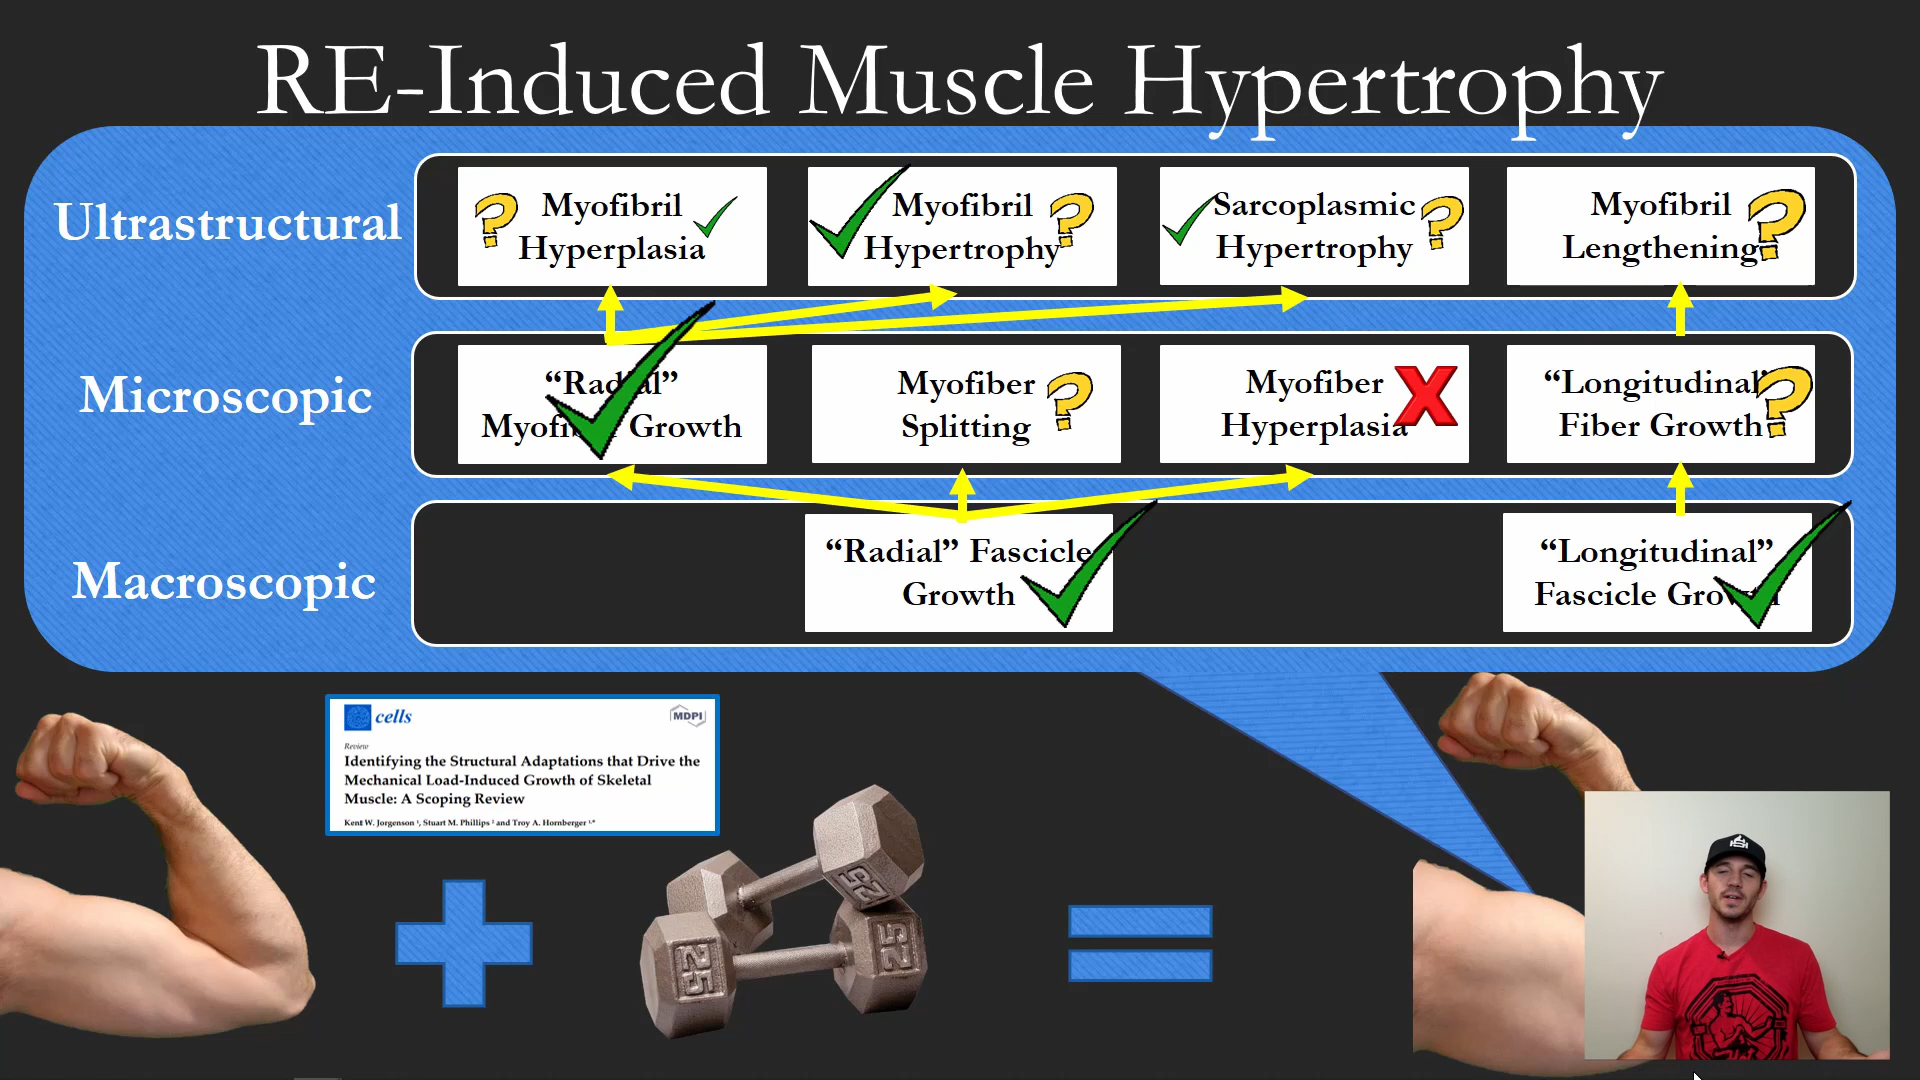 RE-Induced Muscle Hypertrophy
Ultrastructural
? Myofibril
Hyperplasia
Myofibril ?
Hypertrophy
Sarcoplasmic ?
Hypertrophy
Myofibril ?
Lengthening
Microscopic
“Radial”
Myofiber Growth
Myofiber ?
Splitting
Myofiber X
Hyperplasia
“Longitudinal” ?
Fiber Growth
Macroscopic
“Radial” Fascicle
Growth
“Longitudinal”
Fascicle Growth
cells
MDPI
Review
Identifying the Structural Adaptations that Drive the
Mechanical Load-Induced Growth of Skeletal
Muscle: A Scoping Review
Kent W. Jorgenson 1, Stuart M. Phillips 2 and Troy A. Hornberger 1,*
25
25
25